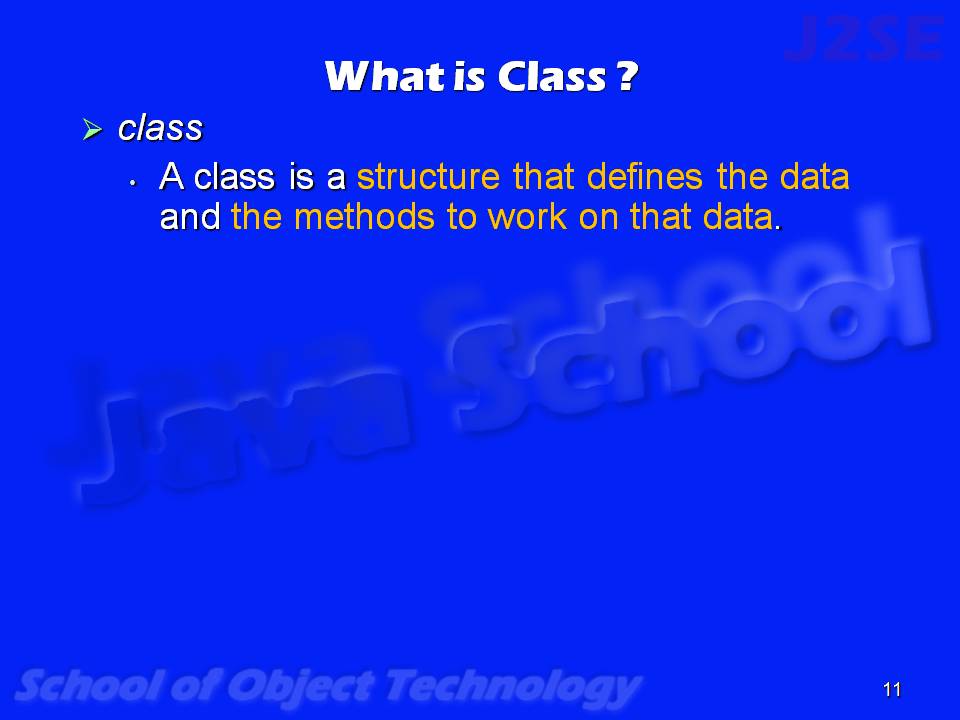 J2SE
What is Class ?
class
A class is a structure that defines the data
and the methods to work on that data.
Java School
School of Object Technology
11